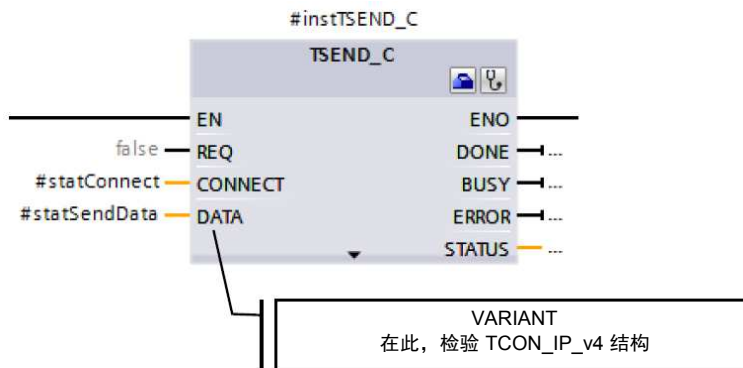 #instTSEND_C
TSEND_C
EN
ENO
false
REQ
DONE
...
#statConnect
CONNECT
BUSY
...
#statSendData
DATA
ERROR
...
STATUS
...
VARIANT
在此，检验 TCON_IP_v4 结构